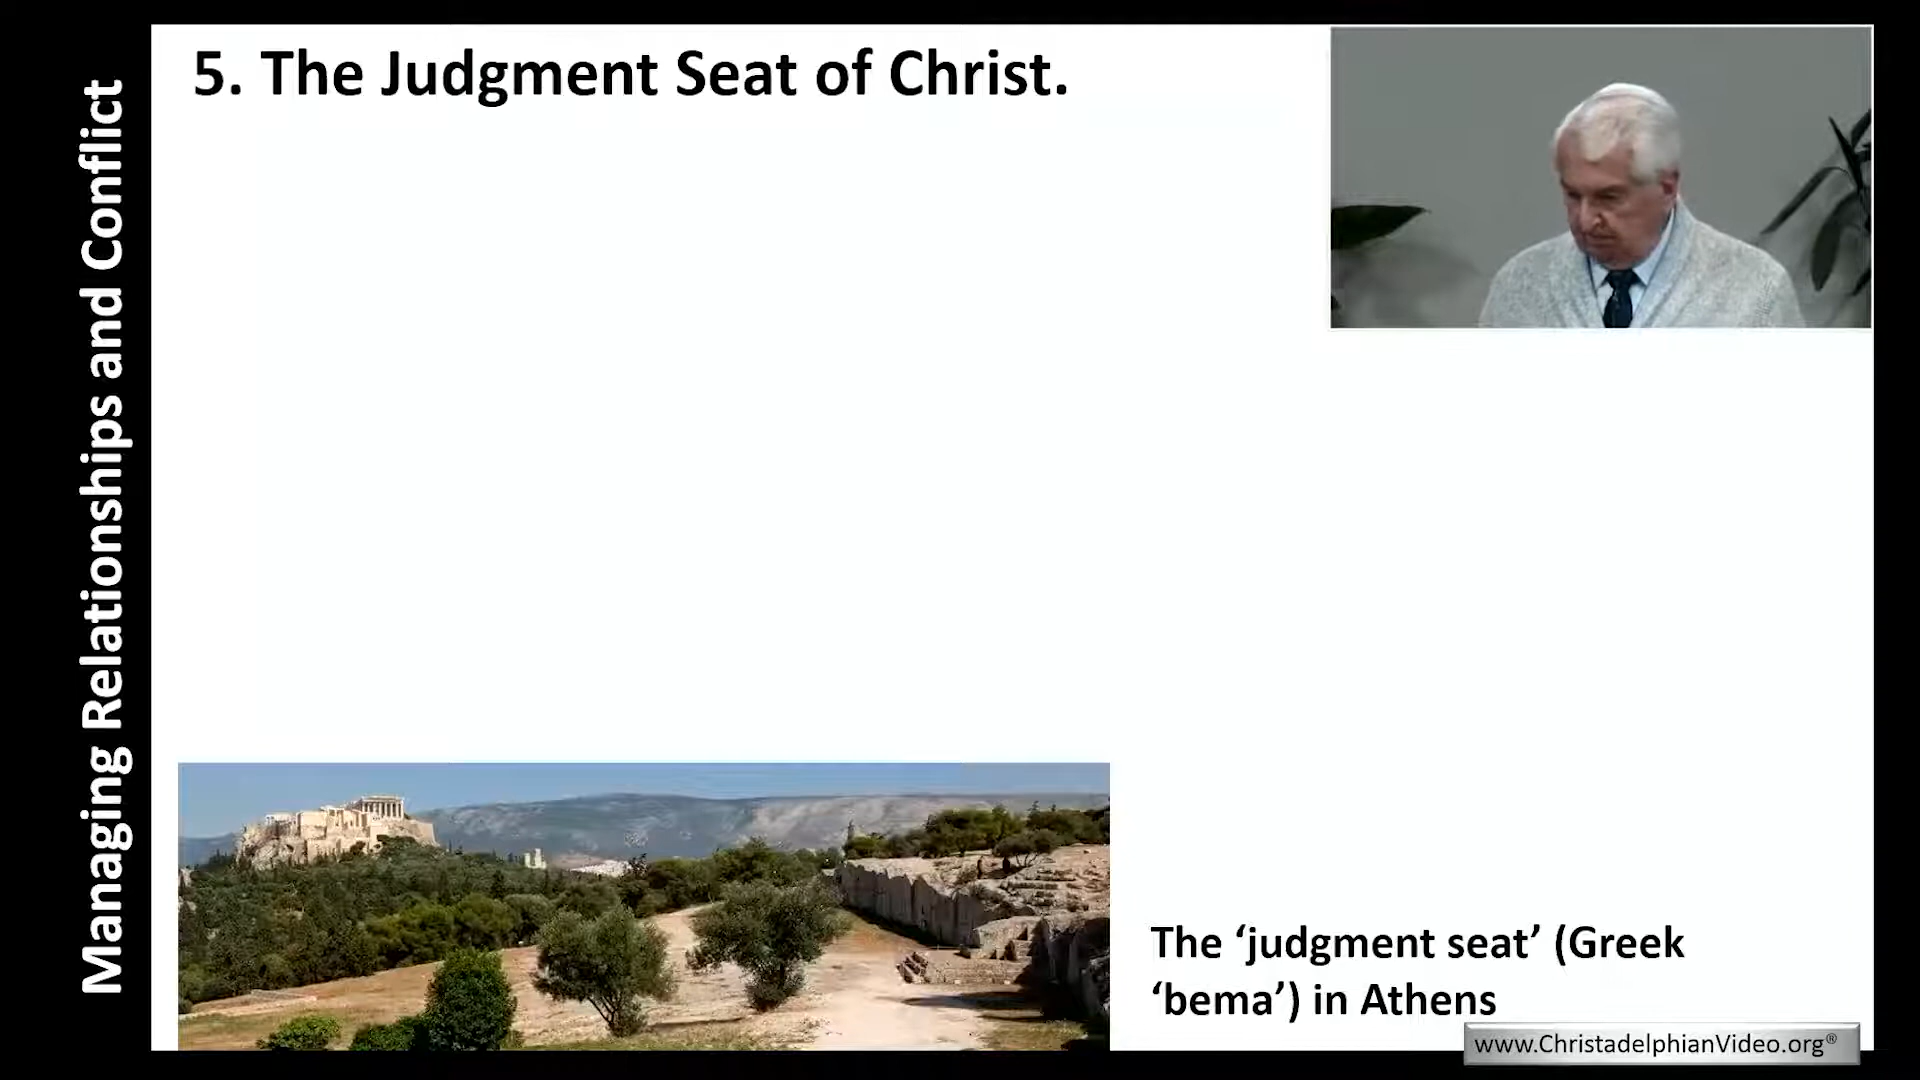 5. The Judgment Seat of Christ.
Managing Relationships and Conflict
The ‘judgment seat’ (Greek
‘bema’) in Athens
www.ChristadelphianVideo.org®